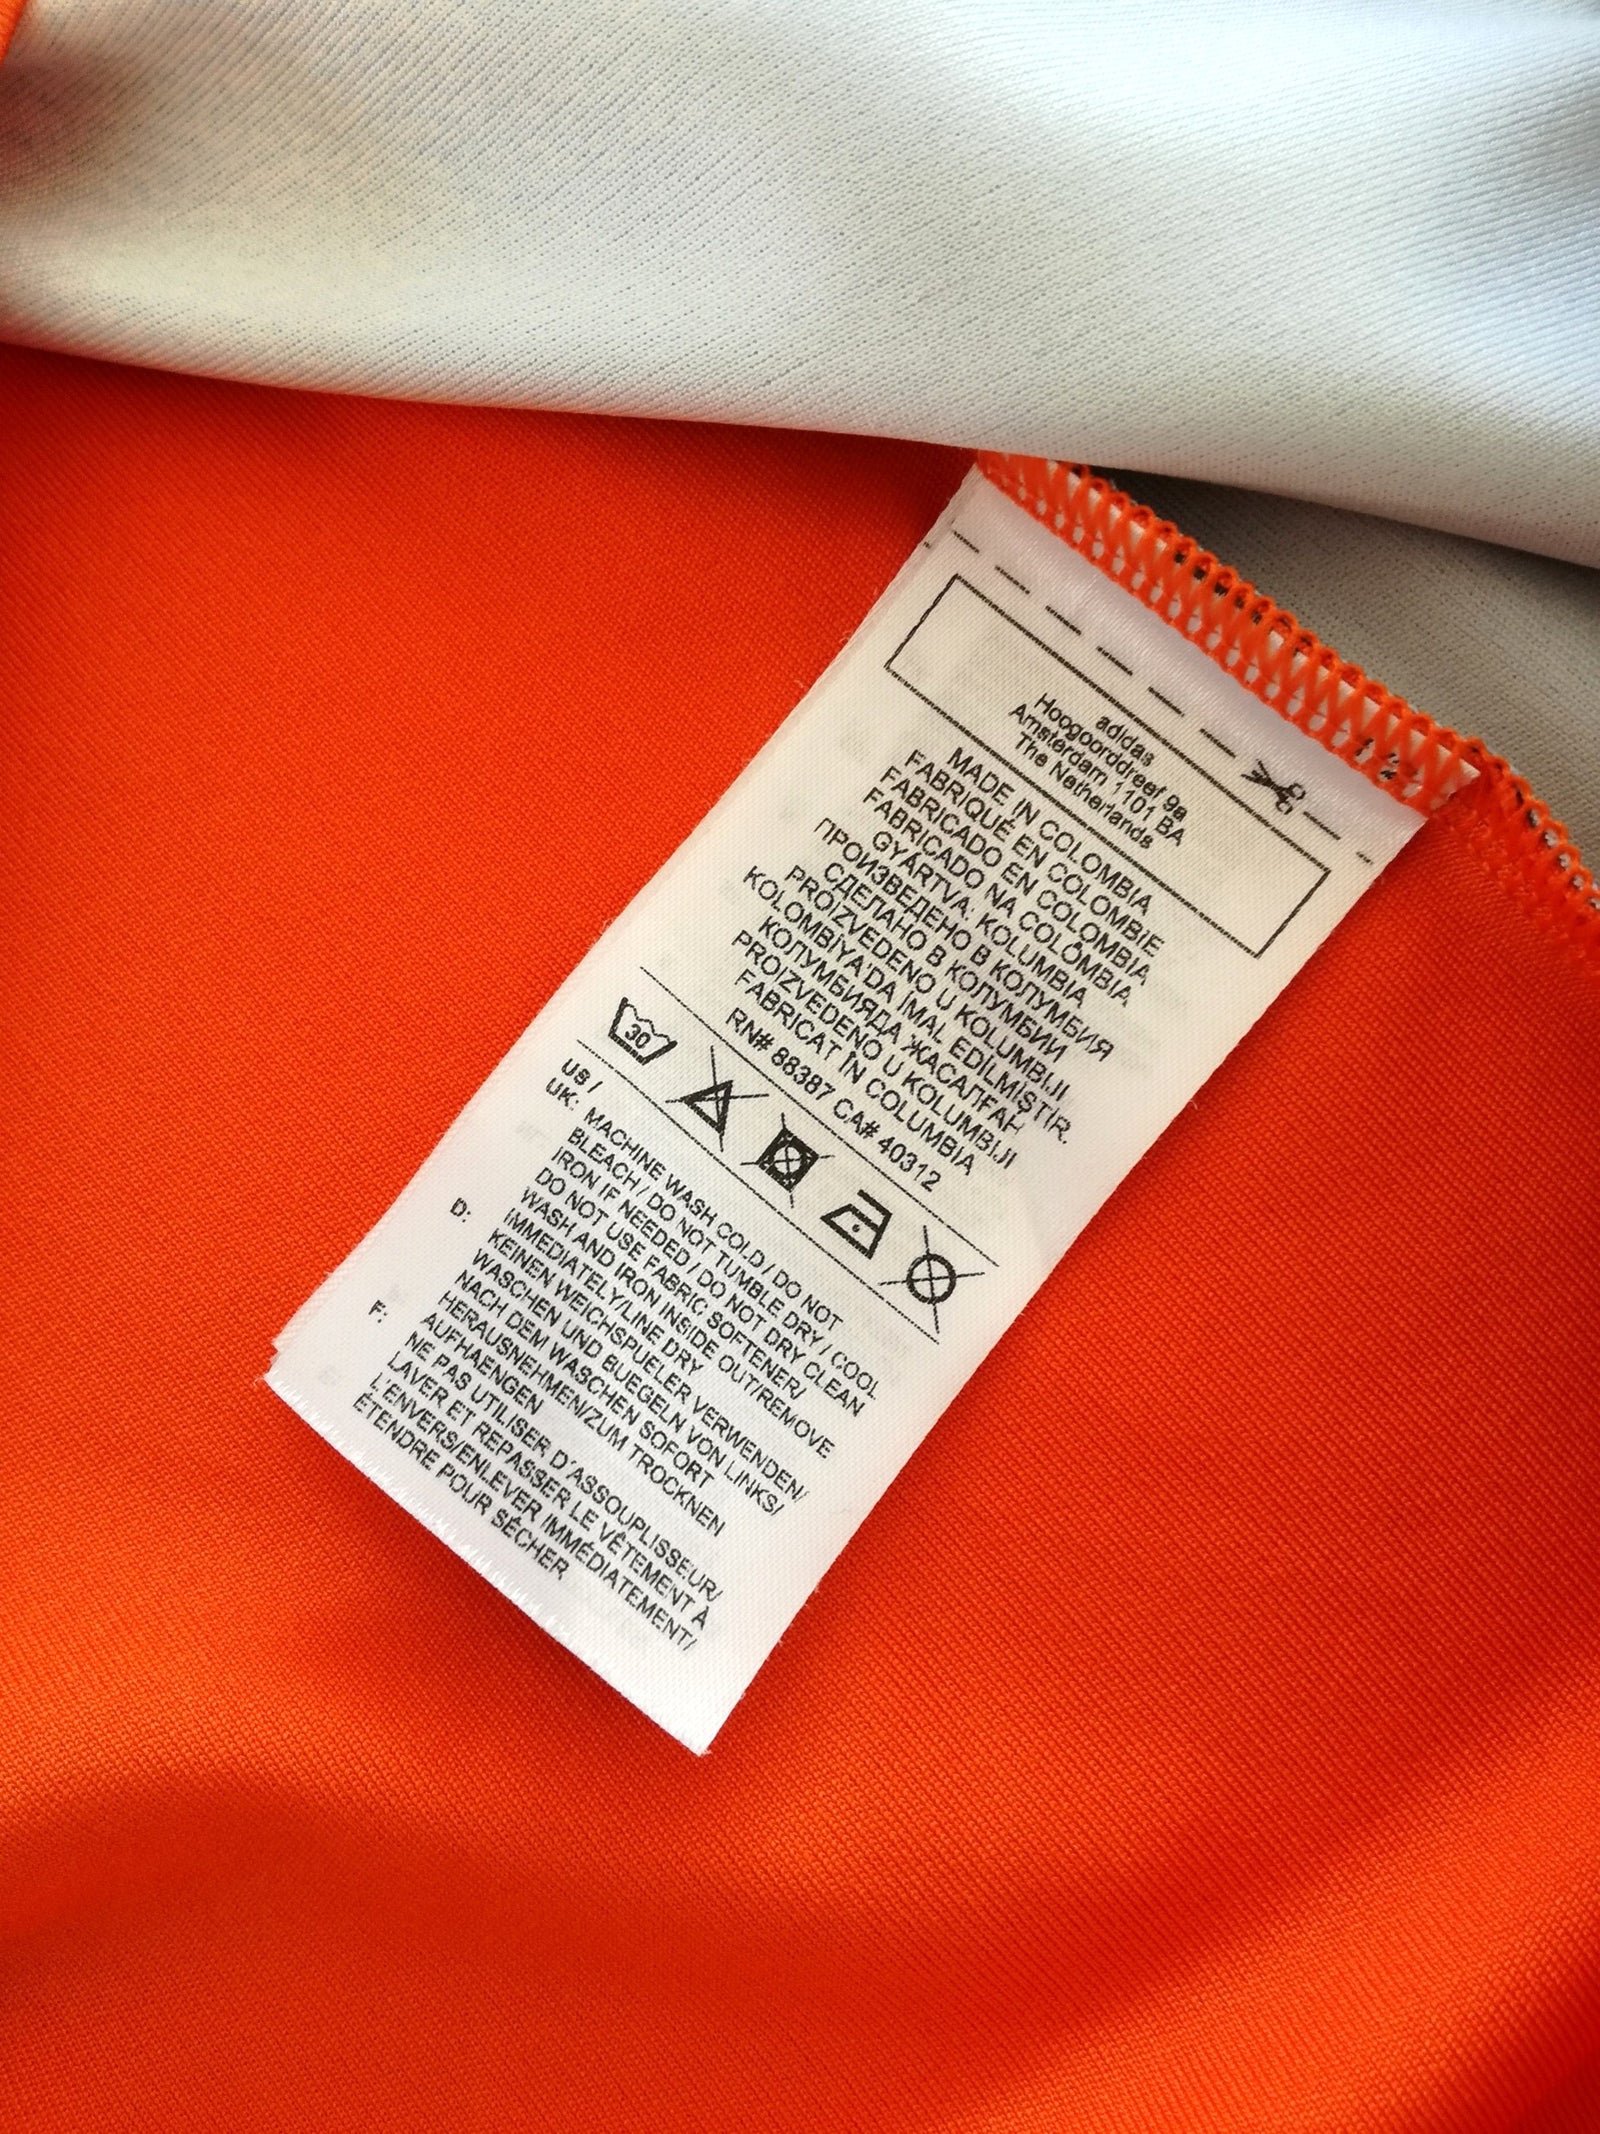 adidas
Hoogoorddreef 9a
Amsterdam 1101 BA
The Netherlands
MADE IN COLOMBIA
FABRIQUÉ EN COLOMBIE
FABRICADO EN COLOMBIA
FABRICADO NA COLÔMBIA
GYÁRTVA: KOLUMBIA
ПРОИЗВЕДЕНО В КОЛУМБИЯ
СДЕЛАНО В КОЛУМБИИ
PROIZVEDENO U KOLUMBIJI
KOLOMBİYA'DA İMAL EDİLMİŞTİR.
КОЛУМБИЯДА ЖАСАЛҒАН
PROIZVEDENO U KOLUMBIJI
FABRICAT ÎN COLUMBIA
RN# 88387 CA# 40312
30
US /
UK: MACHINE WASH COLD / DO NOT
BLEACH / DO NOT TUMBLE DRY / COOL
IRON IF NEEDED / DO NOT DRY CLEAN
DO NOT USE FABRIC SOFTENER/
WASH AND IRON INSIDE OUT/REMOVE
IMMEDIATELY/LINE DRY
D: KEINEN WEICHSPUELER VERWENDEN/
WASCHEN UND BUEGELN VON LINKS/
NACH DEM WASCHEN SOFORT
HERAUSNEHMEN/ZUM TROCKNEN
AUFHAENGEN
F: NE PAS UTILISER D'ASSOUPLISSEUR/
LAVER ET REPASSER LE VÊTEMENT À
L'ENVERS/ENLEVER IMMÉDIATEMENT/
ÉTENDRE POUR SÉCHER